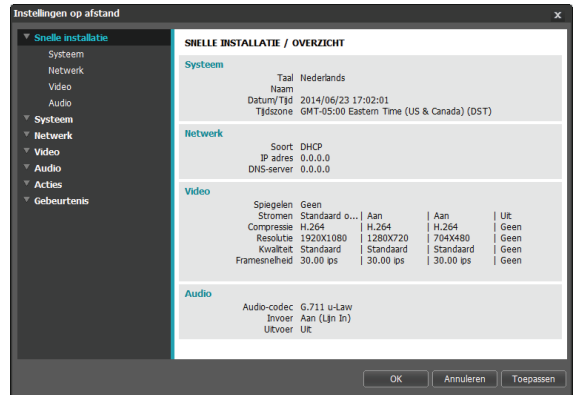 Instellingen op afstand x
Snelle installatie
Systeem
Netwerk
Video
Audio
Systeem
Netwerk
Video
Audio
Acties
Gebeurtenis
SNELLE INSTALLATIE / OVERZICHT
Systeem
Taal Nederlands
Naam
Datum/Tijd 2014/06/23 17:02:01
Tijdszone GMT-05:00 Eastern Time (US & Canada) (DST)
Netwerk
Soort DHCP
IP adres 0.0.0.0
DNS-server 0.0.0.0
Video
Spiegelen Geen
Stromen Standaard o... | Aan | Aan | Uit
Compressie H.264 | H.264 | H.264 | Geen
Resolutie 1920X1080 | 1280X720 | 704X480 | Geen
Kwaliteit Standaard | Standaard | Standaard | Geen
Framesnelheid 30.00 ips | 30.00 ips | 30.00 ips | Geen
Audio
Audio-codec G.711 u-Law
Invoer Aan (Lijn In)
Uitvoer Uit
OK Annuleren Toepassen